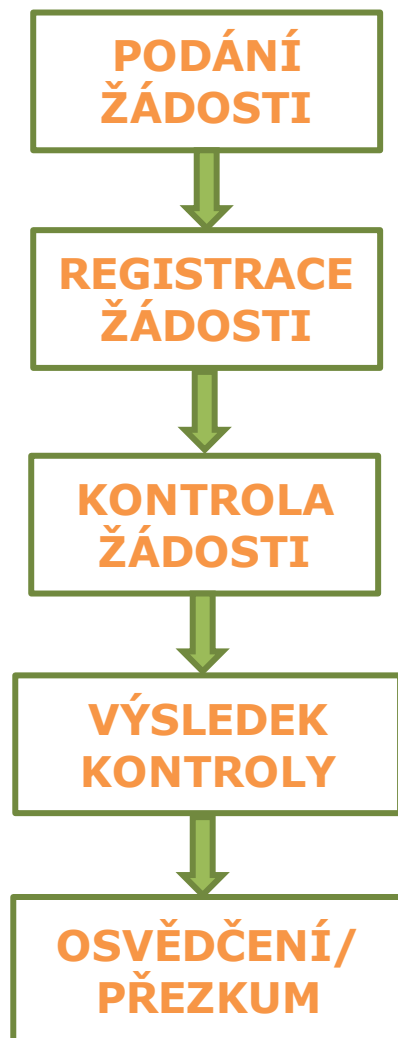 PODÁNÍ
ŽÁDOSTI
REGISTRACE
ŽÁDOSTI
KONTROLA
ŽÁDOSTI
VÝSLEDEK
KONTROLY
OSVĚDČENÍ/
PŘEZKUM